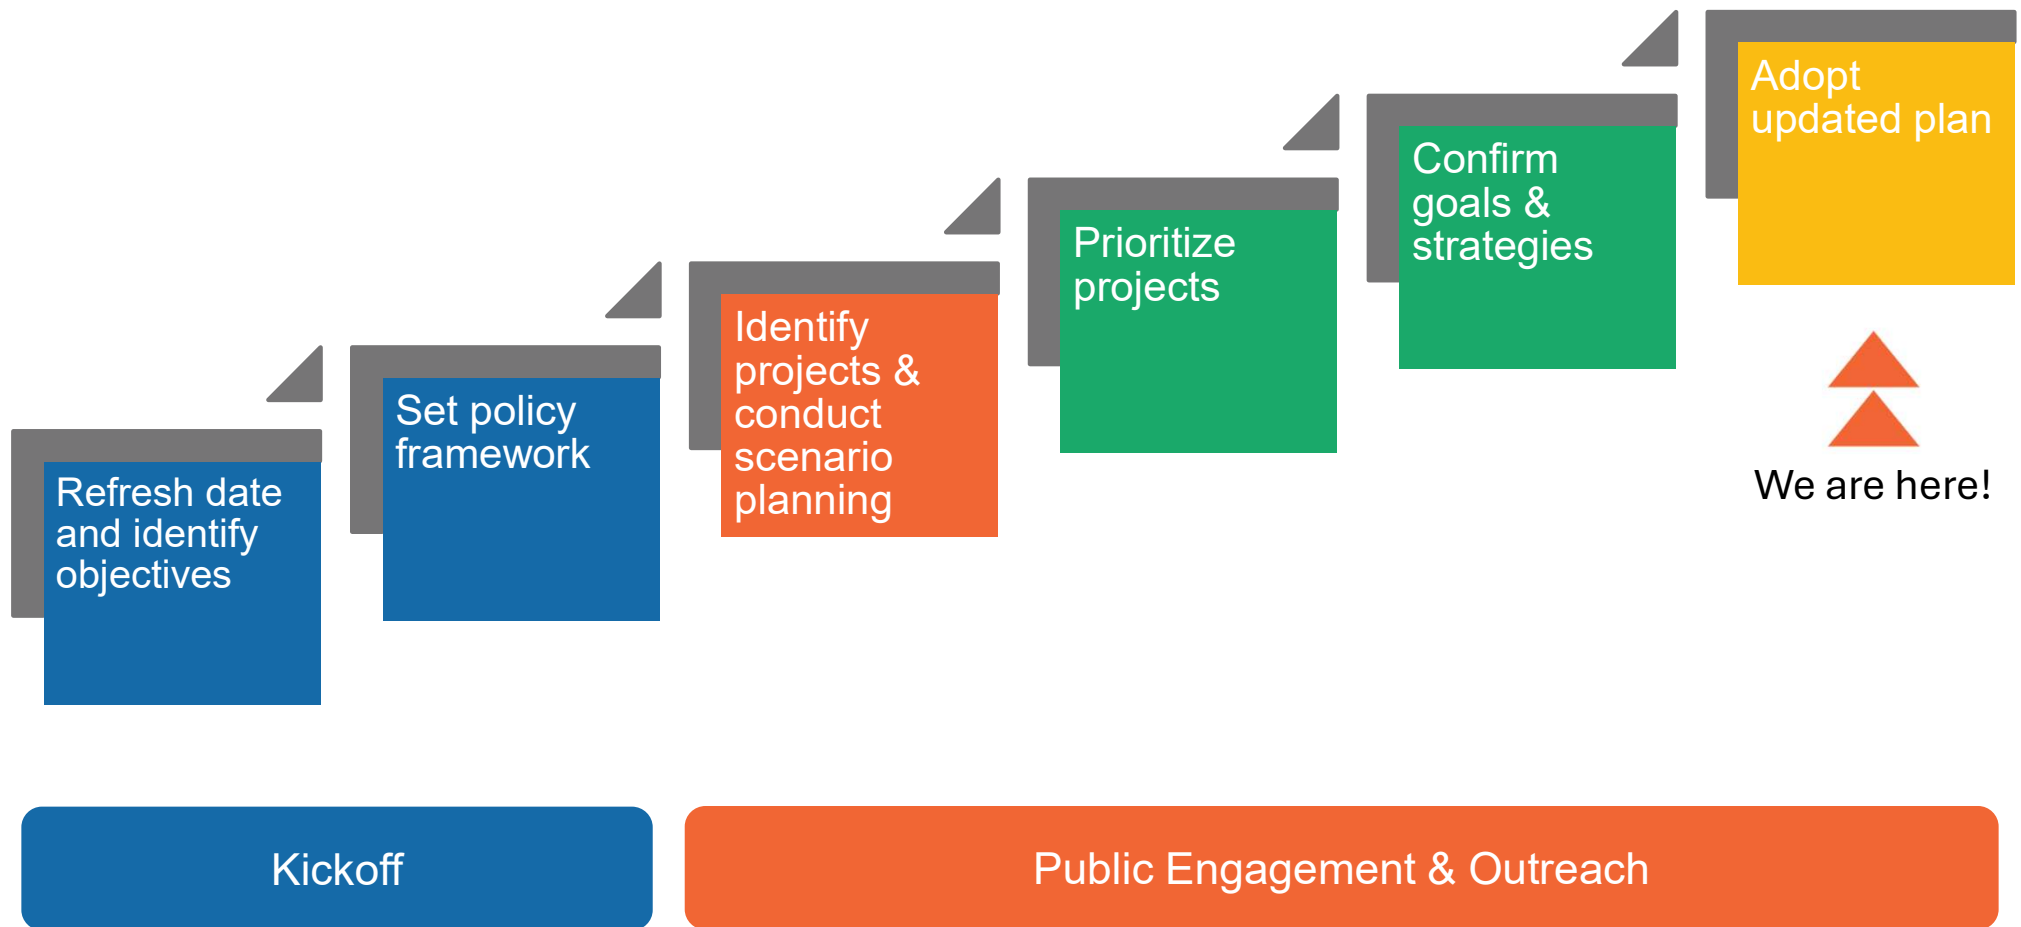 Refresh date
and identify
objectives
Set policy
framework
Identify
projects &
conduct
scenario
planning
Prioritize
projects
Confirm
goals &
strategies
Adopt
updated plan
We are here!
Kickoff
Public Engagement & Outreach